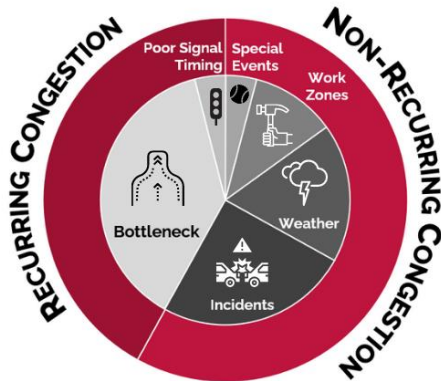 RECURRING CONGESTION
NON-RECURRING CONGESTION
Poor Signal
Timing
Special
Events
Work
Zones
Weather
Incidents
Bottleneck